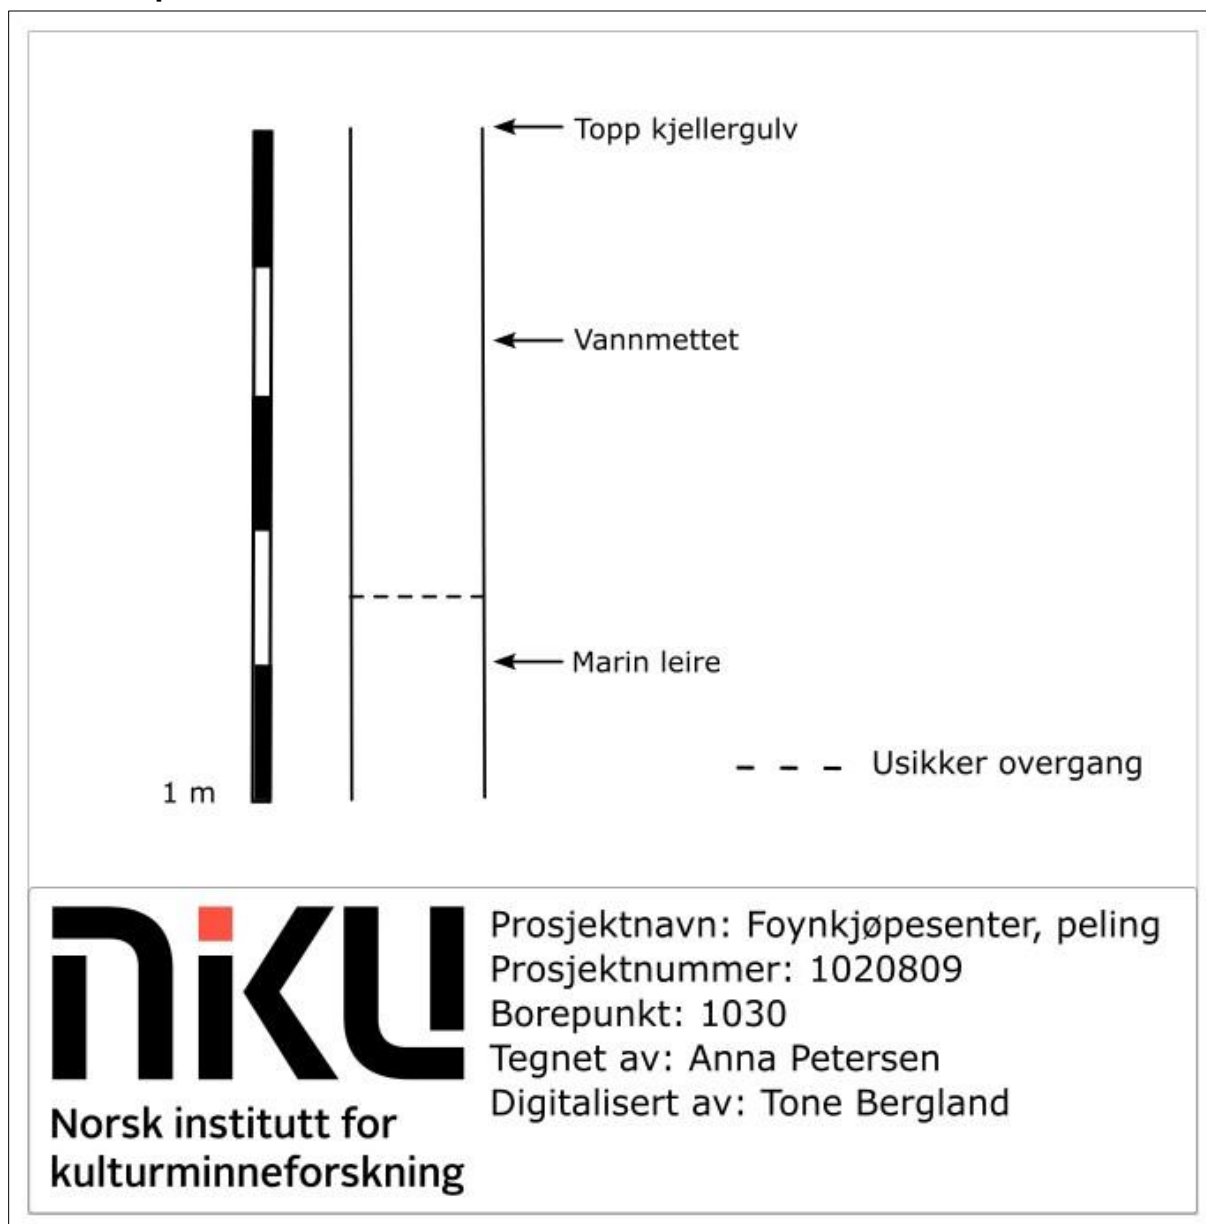 Topp kjellergulv
Vannmettet
Marin leire
Usikker overgang
1 m
niku
Norsk institutt for
kulturminneforskning
Prosjektnavn: Foynkjøpesenter, peling
Prosjektnummer: 1020809
Borepunkt: 1030
Tegnet av: Anna Petersen
Digitalisert av: Tone Bergland